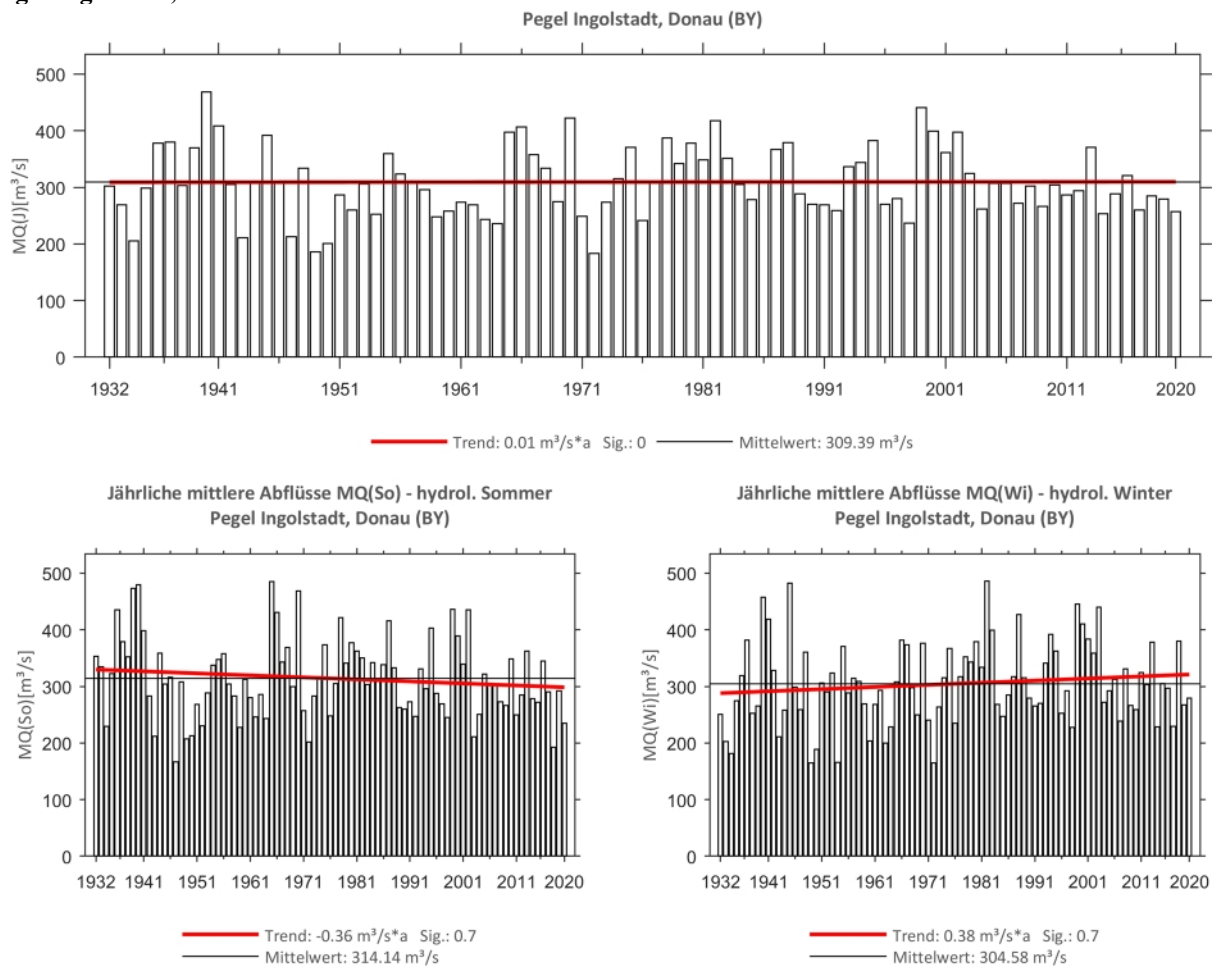 Pegel Ingolstadt, Donau (BY)
MQ(J)[m³/s]
500
400
300
200
100
0
1932 1941 1951 1961 1971 1981 1991 2001 2011 2020
Trend: 0.01 m³/s*a Sig.: 0 Mittelwert: 309.39 m³/s
Jährliche mittlere Abflüsse MQ(So) - hydrol. Sommer
Pegel Ingolstadt, Donau (BY)
MQ(So)[m³/s]
500
400
300
200
100
0
1932 1941 1951 1961 1971 1981 1991 2001 2011 2020
Trend: -0.36 m³/s*a Sig.: 0.7
Mittelwert: 314.14 m³/s
Jährliche mittlere Abflüsse MQ(Wi) - hydrol. Winter
Pegel Ingolstadt, Donau (BY)
MQ(Wi)[m³/s]
500
400
300
200
100
0
1932 1941 1951 1961 1971 1981 1991 2001 2011 2020
Trend: 0.38 m³/s*a Sig.: 0.7
Mittelwert: 304.58 m³/s